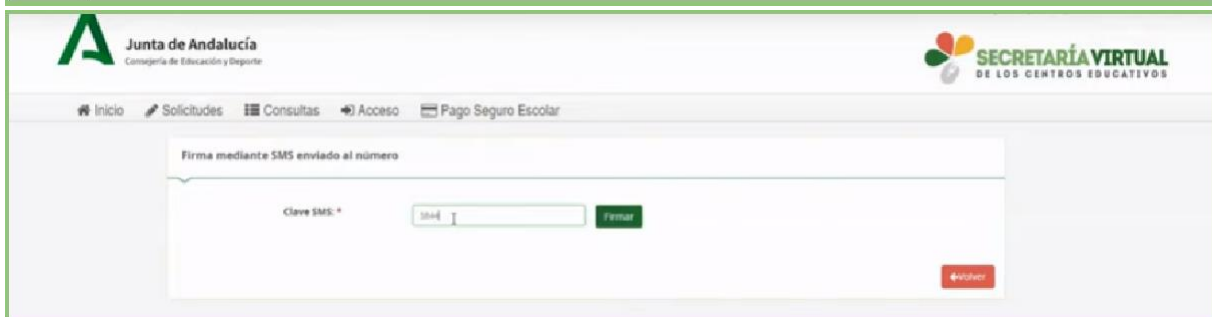 Junta de Andalucía
Consejería de Educación y Deporte
SECRETARÍA VIRTUAL
DE LOS CENTROS EDUCATIVOS
Inicio Solicitudes Consultas Acceso Pago Seguro Escolar
Firma mediante SMS enviado al número
Clave SMS: * Firmar
Volver